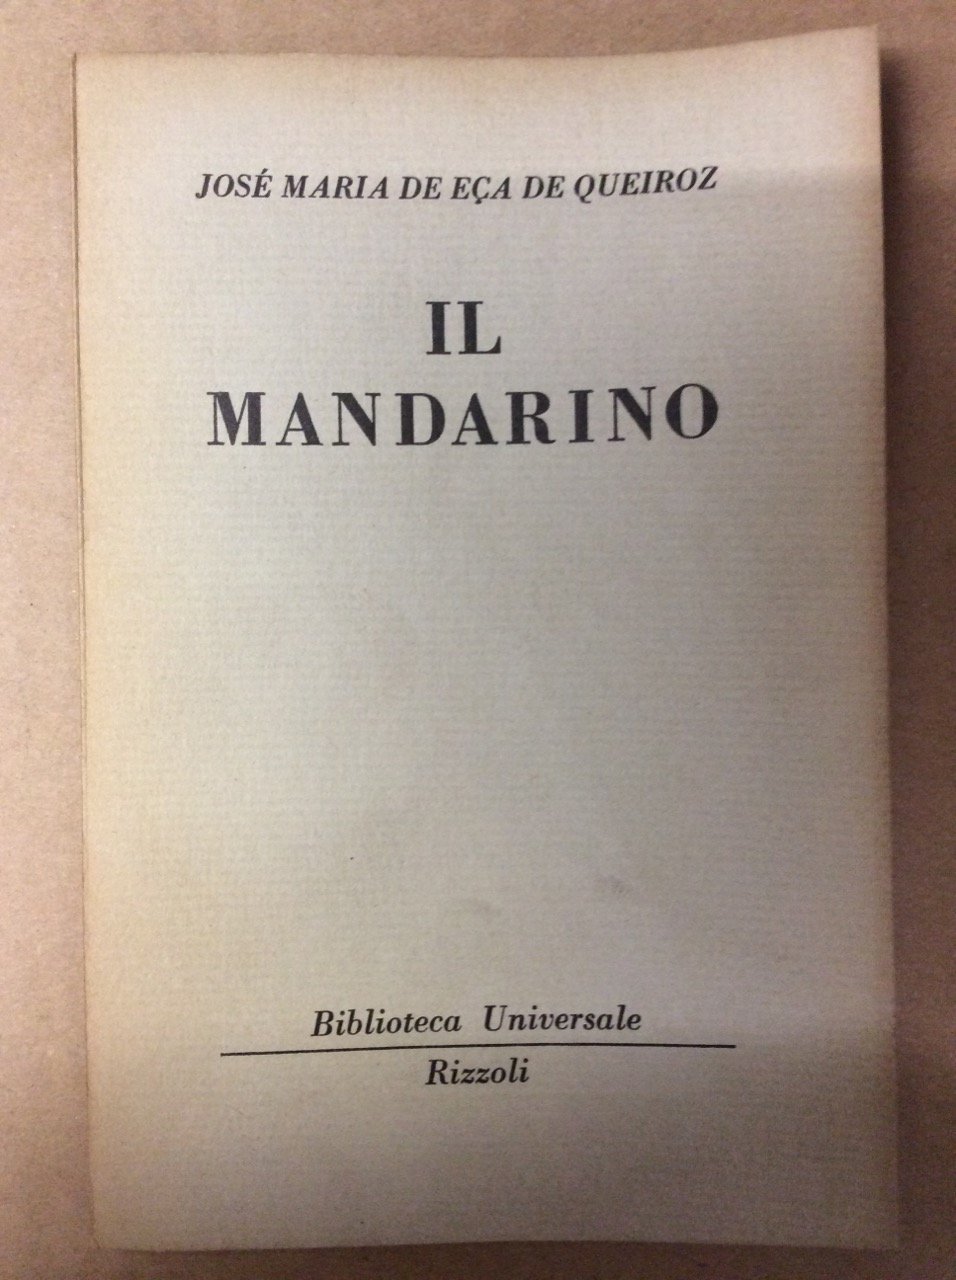 JOSÉ MARIA DE EÇA DE QUEIROZ
IL
MANDARINO
Biblioteca Universale
Rizzoli